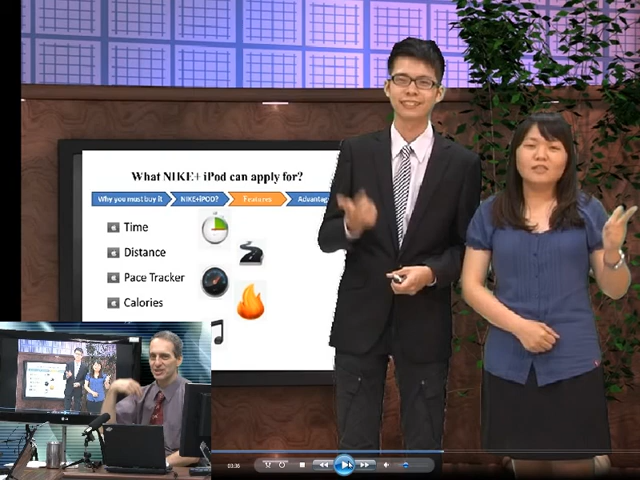 What NIKE+ iPod can apply for?
Why you must buy it
NIKE+iPOD?
Features
Time
Distance
Pace Tracker
Calories
03:36